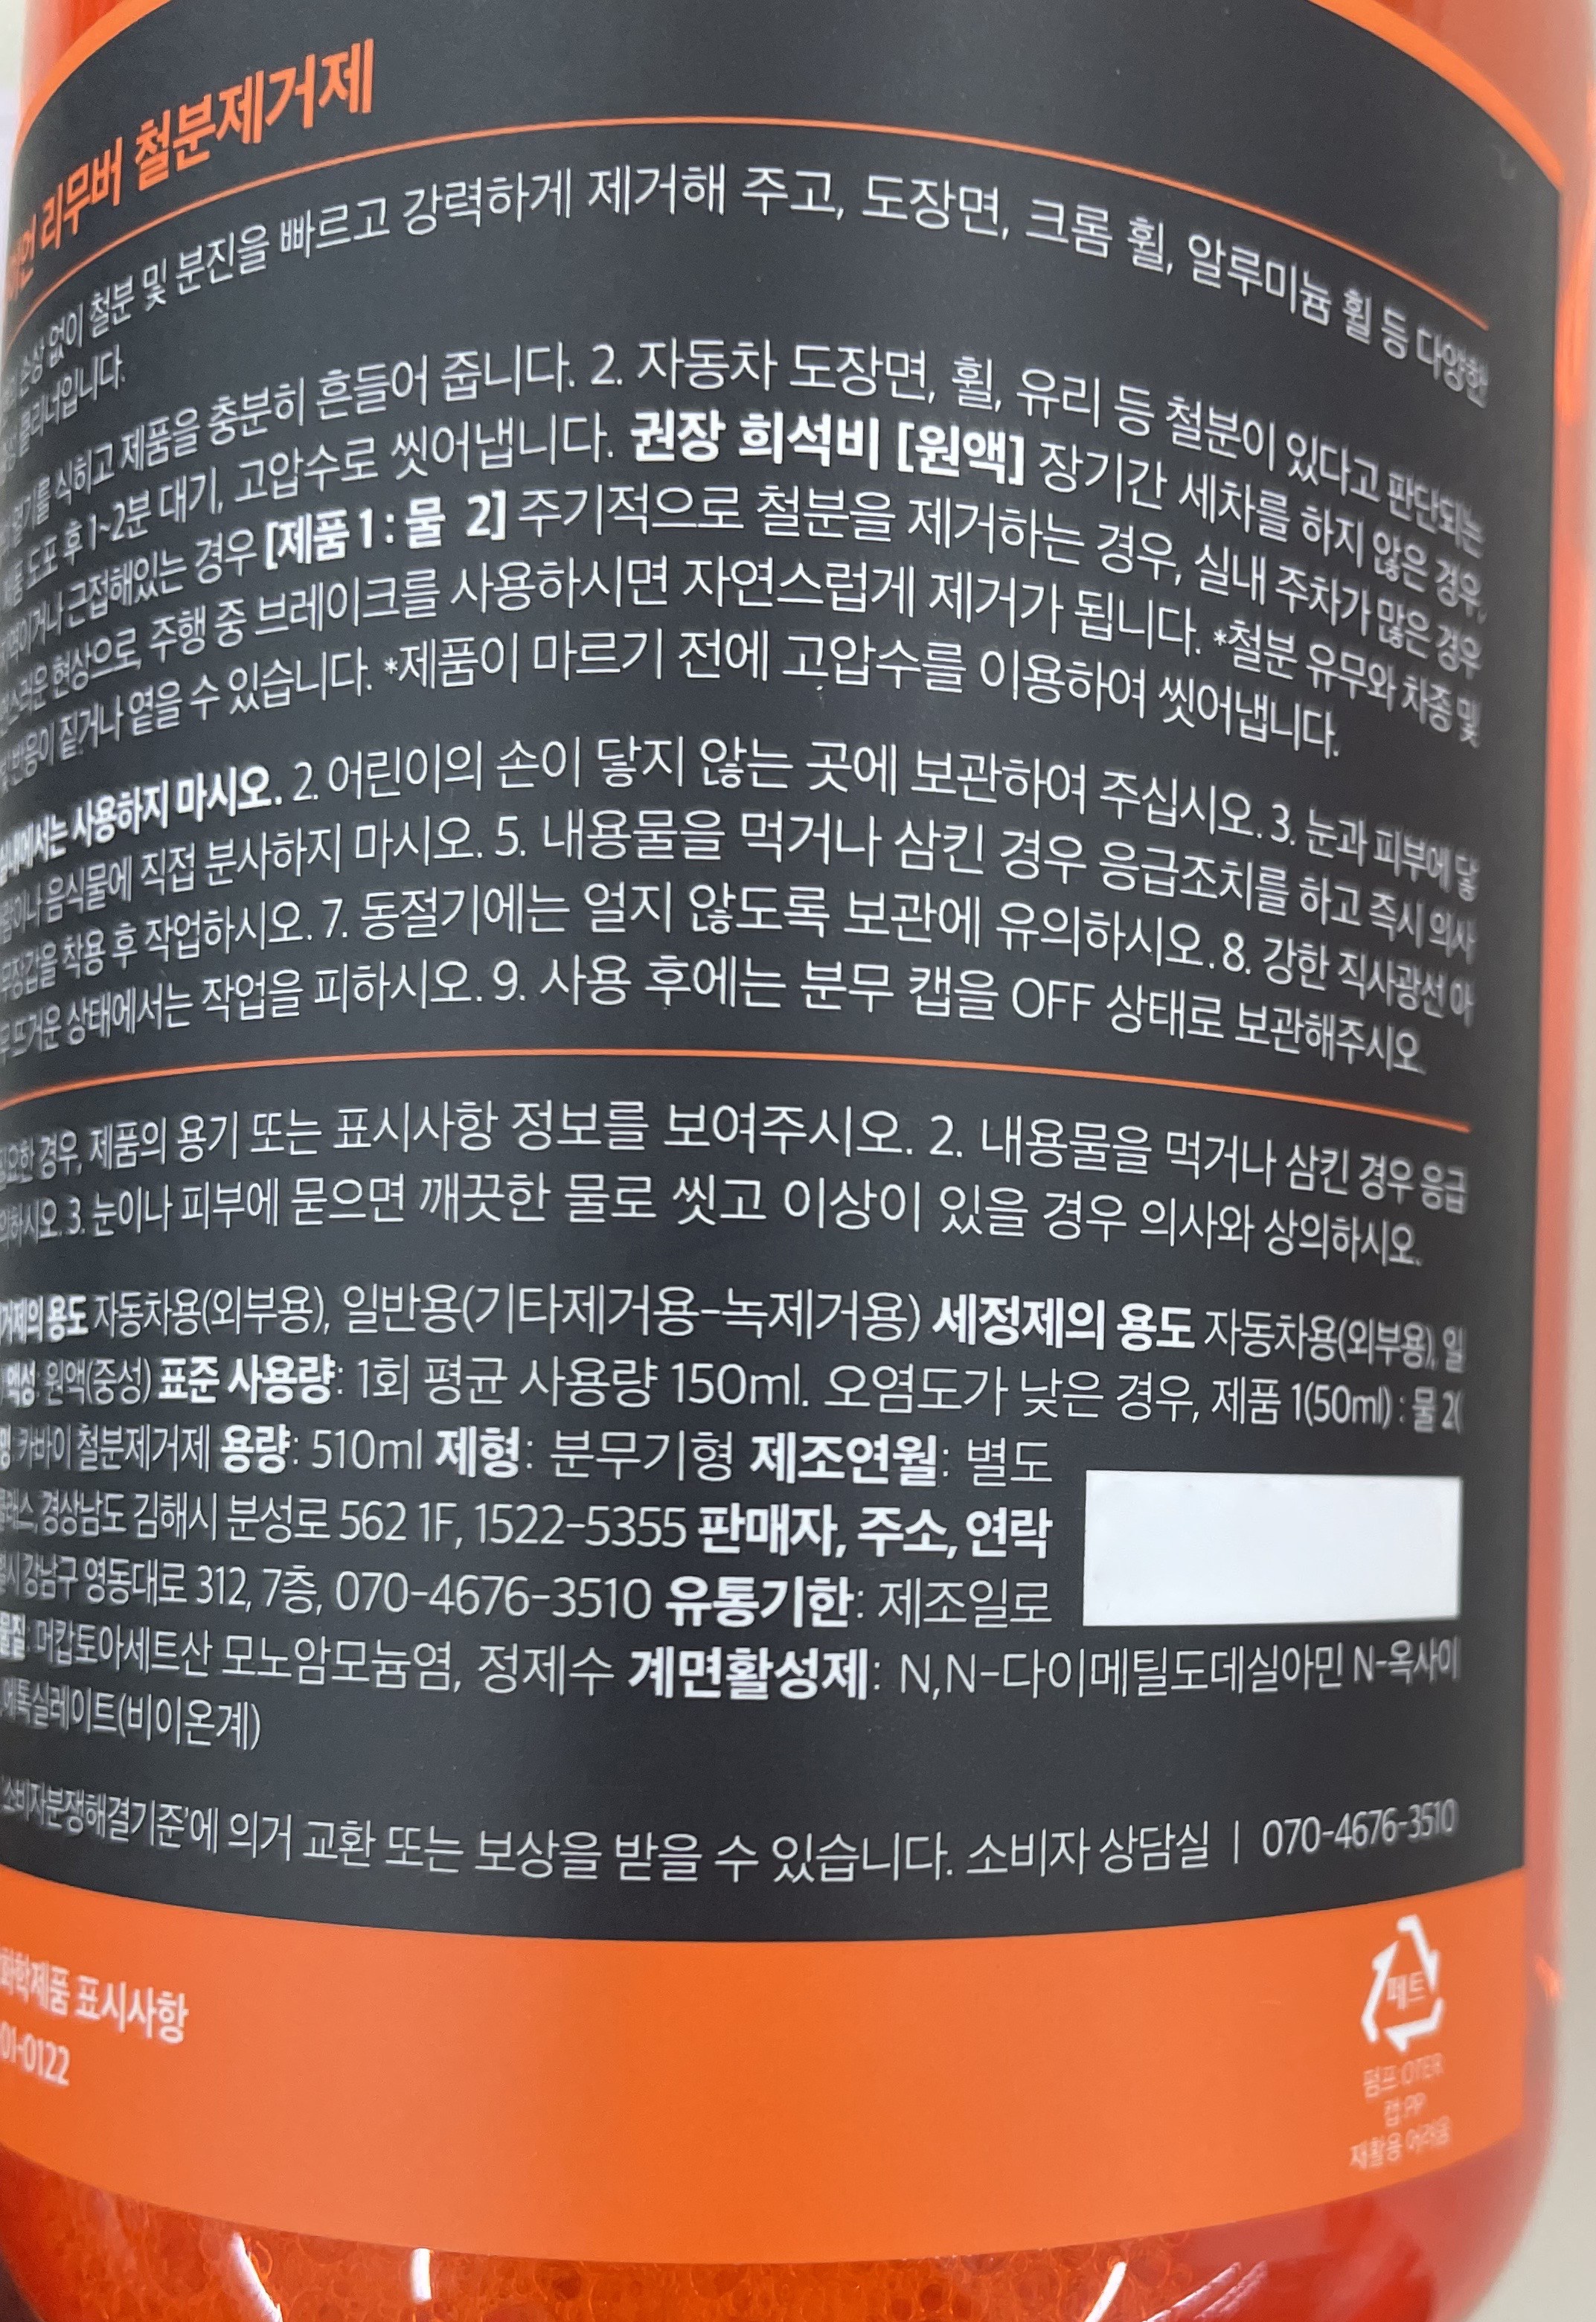 리무버 철분제거제
손상 없이 철분 및 분진을 빠르고 강력하게 제거해 주고, 도장면, 크롬 휠, 알루미늄 휠 등 다양한
클리너입니다.
식히고 제품을 충분히 흔들어 줍니다. 2. 자동차 도장면, 휠, 유리 등 철분이 있다고 판단되는
도포 후 1~2분 대기, 고압수로 씻어냅니다. 권장 희석비 [원액] 장기간 세차를 하지 않은 경우,
근접해있는 경우 [제품 1 : 물 2] 주기적으로 철분을 제거하는 경우, 실내 주차가 많은 경우
현상으로, 주행 중 브레이크를 사용하시면 자연스럽게 제거가 됩니다. *철분 유무와 차종 및
반응이 짙거나 옅을 수 있습니다. *제품이 마르기 전에 고압수를 이용하여 씻어냅니다.
사용하지 마시오. 2. 어린이의 손이 닿지 않는 곳에 보관하여 주십시오. 3. 눈과 피부에 닿
음식물에 직접 분사하지 마시오. 5. 내용물을 먹거나 삼킨 경우 응급조치를 하고 즉시 의사
착용 후 작업하시오. 7. 동절기에는 얼지 않도록 보관에 유의하시오. 8. 강한 직사광선 아
뜨거운 상태에서는 작업을 피하시오. 9. 사용 후에는 분무 캡을 OFF 상태로 보관해주시오.
경우, 제품의 용기 또는 표시사항 정보를 보여주시오. 2. 내용물을 먹거나 삼킨 경우 응급
3. 눈이나 피부에 묻으면 깨끗한 물로 씻고 이상이 있을 경우 의사와 상의하시오.
용도 자동차용(외부용), 일반용(기타제거용-녹제거용) 세정제의 용도 자동차용(외부용), 일
액성: 원액(중성) 표준 사용량: 1회 평균 사용량 150ml. 오염도가 낮은 경우, 제품 1(50ml) : 물 2(
카바이 철분제거제 용량: 510ml 제형: 분무기형 제조연월: 별도
경상남도 김해시 분성로 562 1F, 1522-5355 판매자, 주소, 연락
강남구 영동대로 312, 7층, 070-4676-3510 유통기한: 제조일로
머캅토아세트산 모노암모늄염, 정제수 계면활성제: N,N-다이메틸도데실아민 N-옥사이
에톡실레이트(비이온계)
'소비자분쟁해결기준'에 의거 교환 또는 보상을 받을 수 있습니다. 소비자 상담실 | 070-4676-3510
화학제품 표시사항
01-0122
페트
펌프:OTER
캡:PP
재활용 어려움